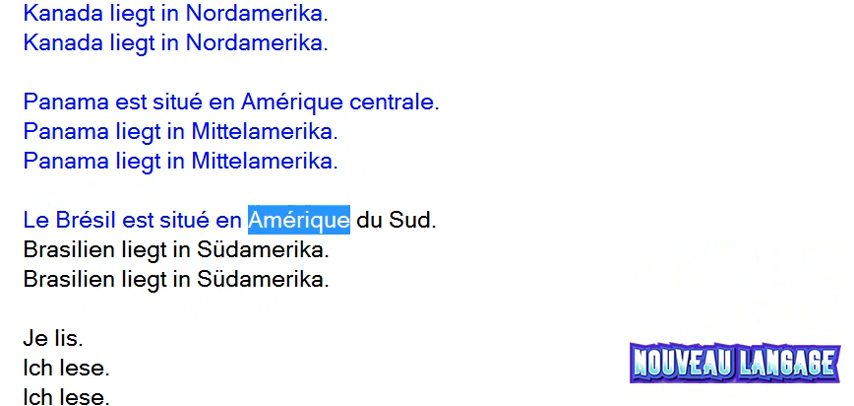 Kanada liegt in Nordamerika.
Kanada liegt in Nordamerika.
Panama est situé en Amérique centrale.
Panama liegt in Mittelamerika.
Panama liegt in Mittelamerika.
Le Brésil est situé en Amérique du Sud.
Brasilien liegt in Südamerika.
Brasilien liegt in Südamerika.
Je lis.
Ich lese.
Ich lese.
NOUVEAU LANGAGE